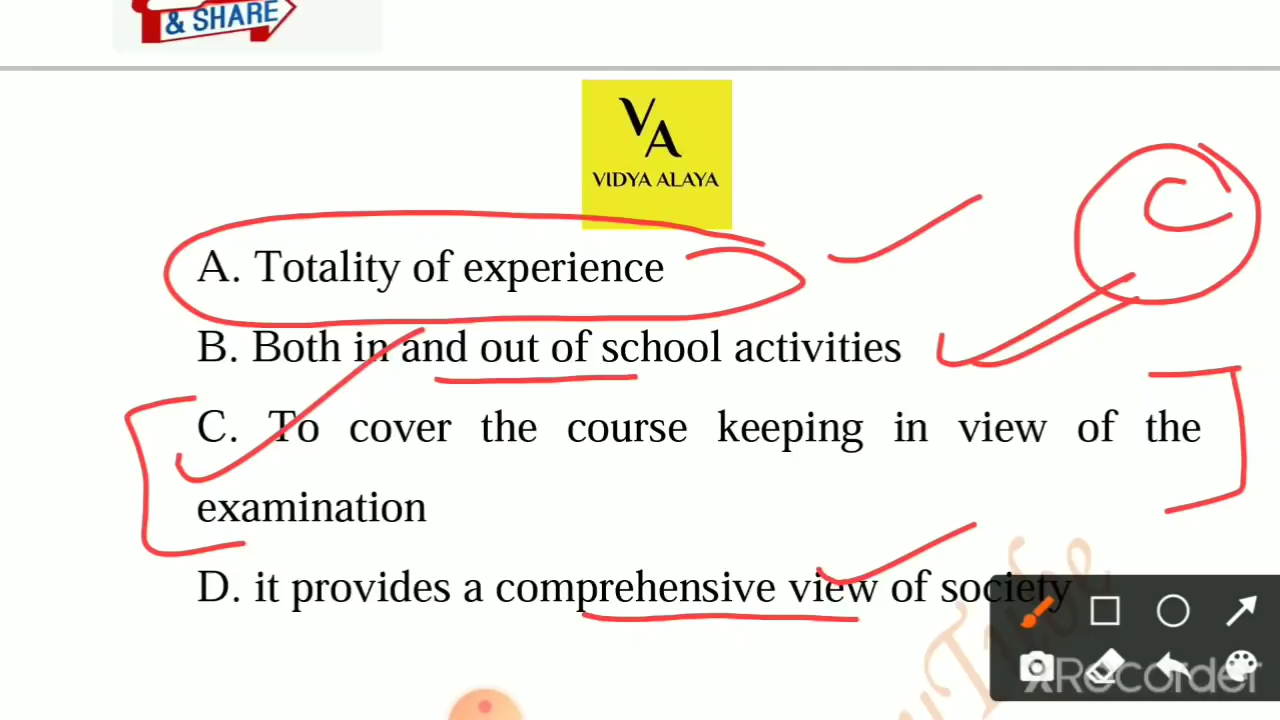 & SHARE
VA
VIDYA ALAYA
C
A. Totality of experience
B. Both in and out of school activities
C. To cover the course keeping in view of the
examination
D. it provides a comprehensive view of society
XRecorder